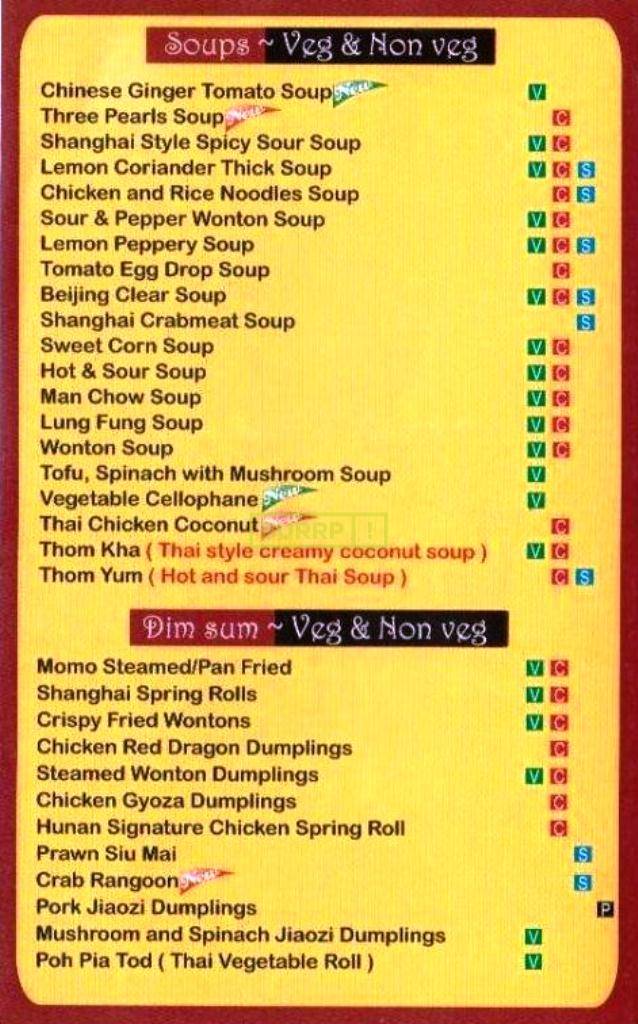 Soups ~ Veg & Non veg
Chinese Ginger Tomato Soup New V
Three Pearls Soup New C
Shanghai Style Spicy Sour Soup V C
Lemon Coriander Thick Soup V C S
Chicken and Rice Noodles Soup C S
Sour & Pepper Wonton Soup V C
Lemon Peppery Soup V C S
Tomato Egg Drop Soup C
Beijing Clear Soup V C S
Shanghai Crabmeat Soup S
Sweet Corn Soup V C
Hot & Sour Soup V C
Man Chow Soup V C
Lung Fung Soup V C
Wonton Soup V C
Tofu, Spinach with Mushroom Soup V
Vegetable Cellophane New V
Thai Chicken Coconut New C
Thom Kha ( Thai style creamy coconut soup ) V C
Thom Yum ( Hot and sour Thai Soup ) C S
Dim sum ~ Veg & Non veg
Momo Steamed/Pan Fried V C
Shanghai Spring Rolls V C
Crispy Fried Wontons V C
Chicken Red Dragon Dumplings C
Steamed Wonton Dumplings V C
Chicken Gyoza Dumplings C
Hunan Signature Chicken Spring Roll C
Prawn Siu Mai S
Crab Rangoon New S
Pork Jiaozi Dumplings P
Mushroom and Spinach Jiaozi Dumplings V
Poh Pia Tod ( Thai Vegetable Roll ) V